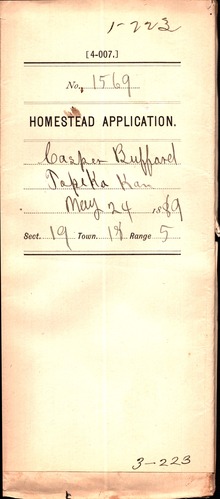 1-223
[4-007.]
No. 1569
HOMESTEAD APPLICATION.
Casper Buffard
Topika Kan
May 24 1889
Sect. 19 Town. 18 Range 5
3-223